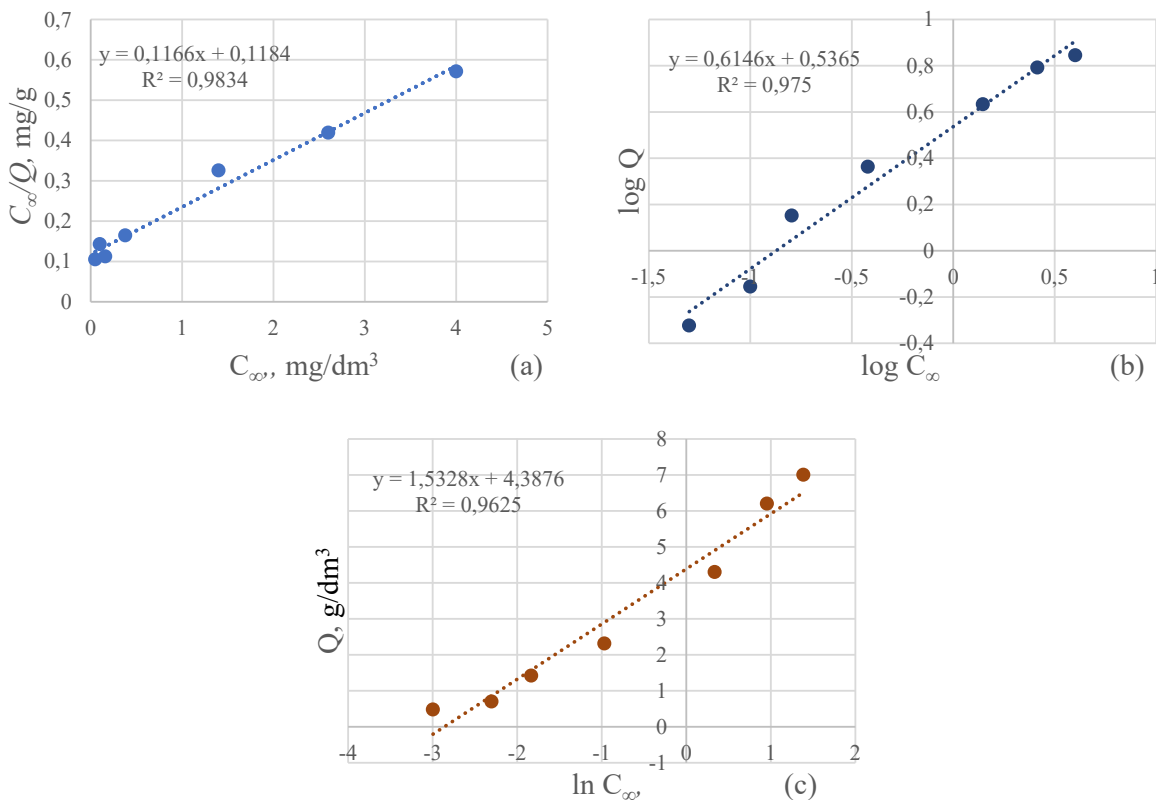 0,7
0,6
0,5
0,4
0,3
0,2
0,1
0
y = 0,1166x + 0,1184
R² = 0,9834
C∞/Q, mg/g
0 1 2 3 4 5
C∞,, mg/dm³ (a)
1
0,8
0,6
0,4
0,2
0
-0,2
-0,4
y = 0,6146x + 0,5365
R² = 0,975
log Q
-1,5 -1 -0,5 0 0,5 1
log C∞ (b)
8
7
6
5
4
3
2
1
0
-1
y = 1,5328x + 4,3876
R² = 0,9625
Q, g/dm³
-4 -3 -2 -1 0 1 2
ln C∞, (c)